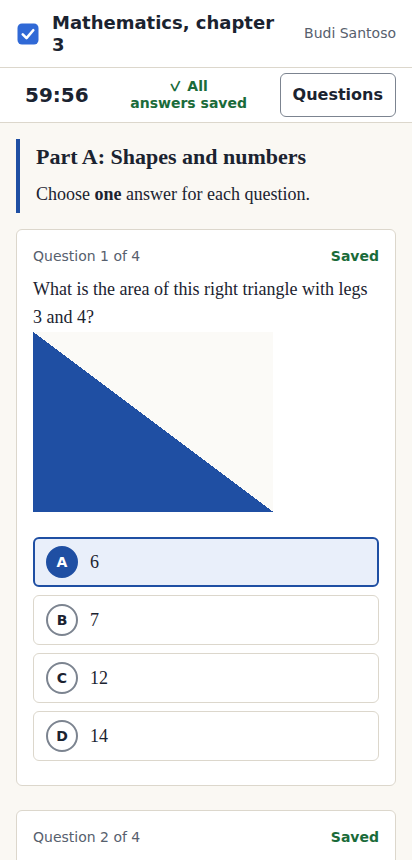 Mathematics, chapter
3
Budi Santoso
59:56
✓ All
answers saved
Questions
Part A: Shapes and numbers
Choose one answer for each question.
Question 1 of 4
Saved
What is the area of this right triangle with legs
3 and 4?
A 6
B 7
C 12
D 14
Question 2 of 4
Saved